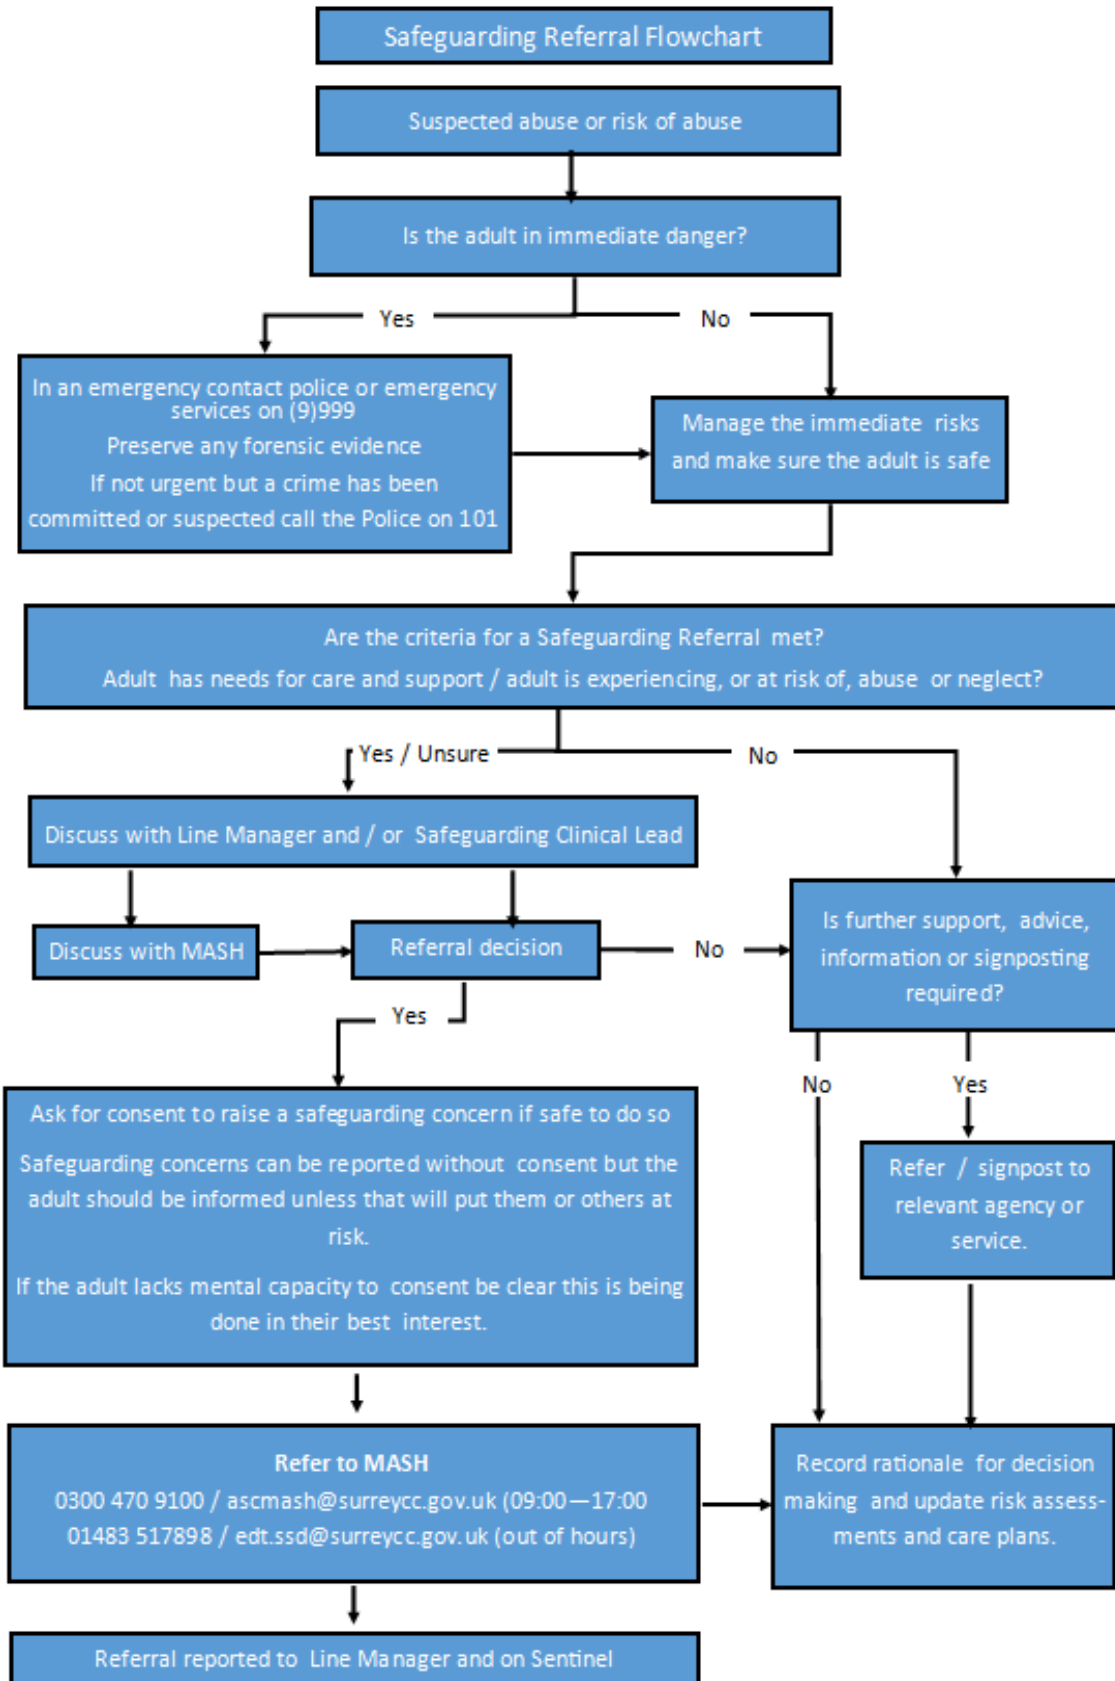 Safeguarding Referral Flowchart
Suspected abuse or risk of abuse
Is the adult in immediate danger?
Yes
No
In an emergency contact police or emergency
services on (9)999
Preserve any forensic evidence
If not urgent but a crime has been
committed or suspected call the Police on 101
Manage the immediate risks
and make sure the adult is safe
Are the criteria for a Safeguarding Referral met?
Adult has needs for care and support / adult is experiencing, or at risk of, abuse or neglect?
Yes / Unsure
No
Discuss with Line Manager and / or Safeguarding Clinical Lead
Discuss with MASH
Referral decision
No
Is further support, advice,
information or signposting
required?
Yes
No
Yes
Ask for consent to raise a safeguarding concern if safe to do so
Safeguarding concerns can be reported without consent but the
adult should be informed unless that will put them or others at
risk.
If the adult lacks mental capacity to consent be clear this is being
done in their best interest.
Refer / signpost to
relevant agency or
service.
Refer to MASH
0300 470 9100 / ascmash@surreycc.gov.uk (09:00—17:00
01483 517898 / edt.ssd@surreycc.gov.uk (out of hours)
Record rationale for decision
making and update risk assess-
ments and care plans.
Referral reported to Line Manager and on Sentinel